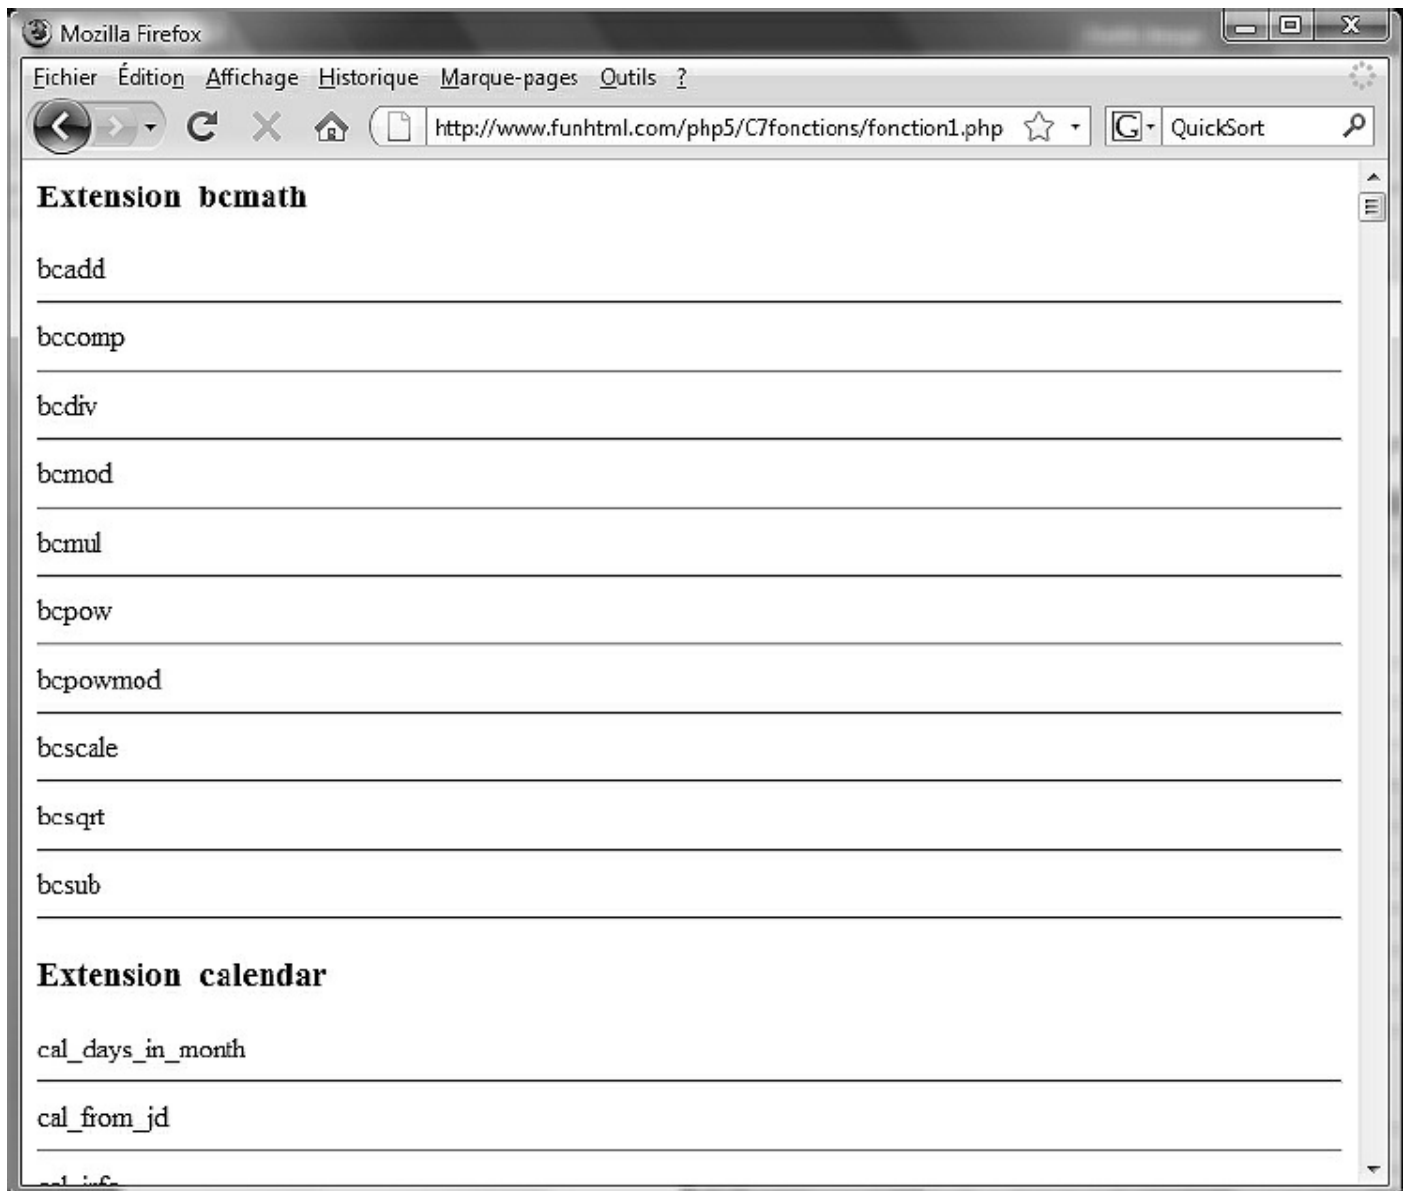 Mozilla Firefox
Fichier Édition Affichage Historique Marque-pages Outils ?
http://www.funhtml.com/php5/C7fonctions/fonction1.php G QuickSort
Extension bcmath
bcadd
bccomp
bcdiv
bcmod
bcmul
bcpow
bcpowmod
bcscale
bcsqrt
bcsub
Extension calendar
cal_days_in_month
cal_from_jd